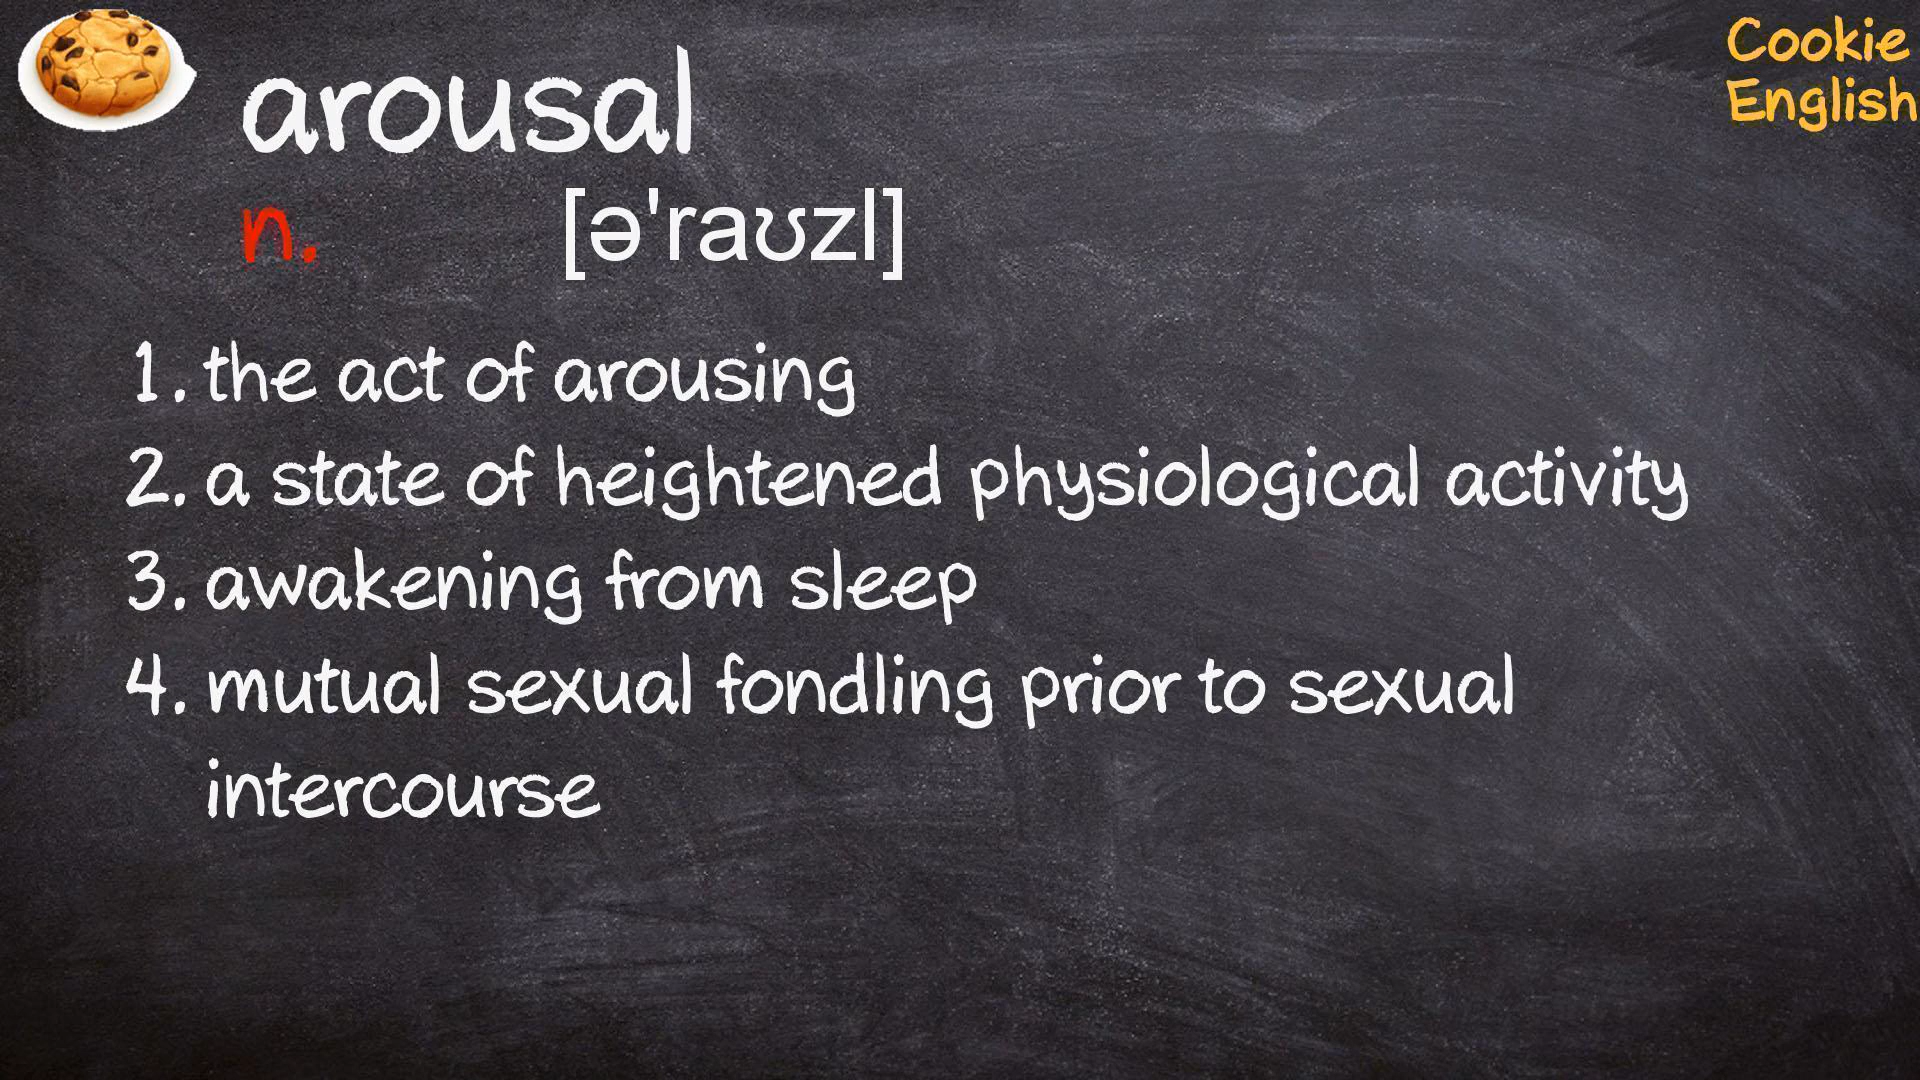 arousal
Cookie
English
n. [ə'raʊzl]
1. the act of arousing
2. a state of heightened physiological activity
3. awakening from sleep
4. mutual sexual fondling prior to sexual
intercourse